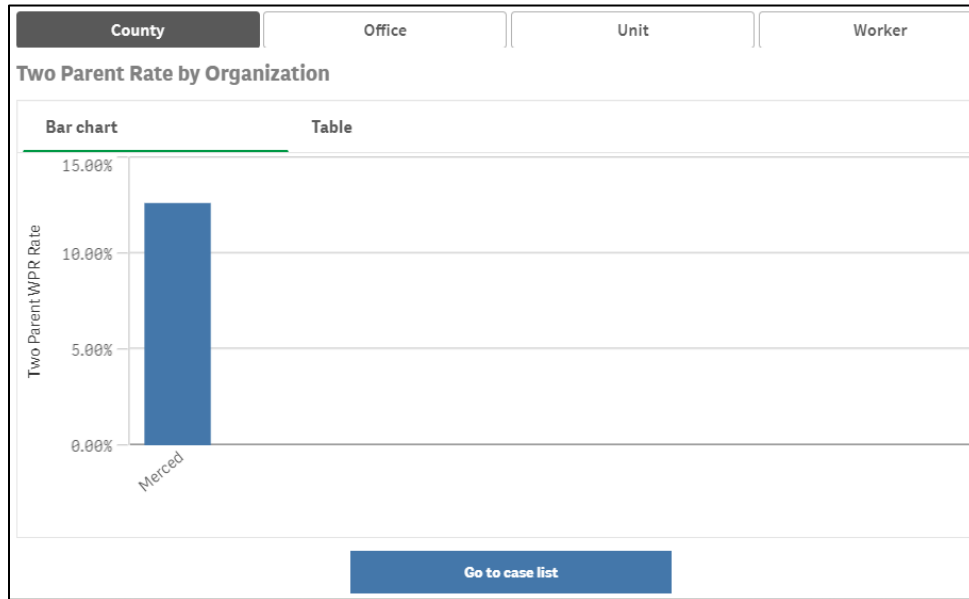 County Office Unit Worker
Two Parent Rate by Organization
Bar chart Table
Two Parent WPR Rate
15.00%
10.00%
5.00%
0.00%
Merced
Go to case list